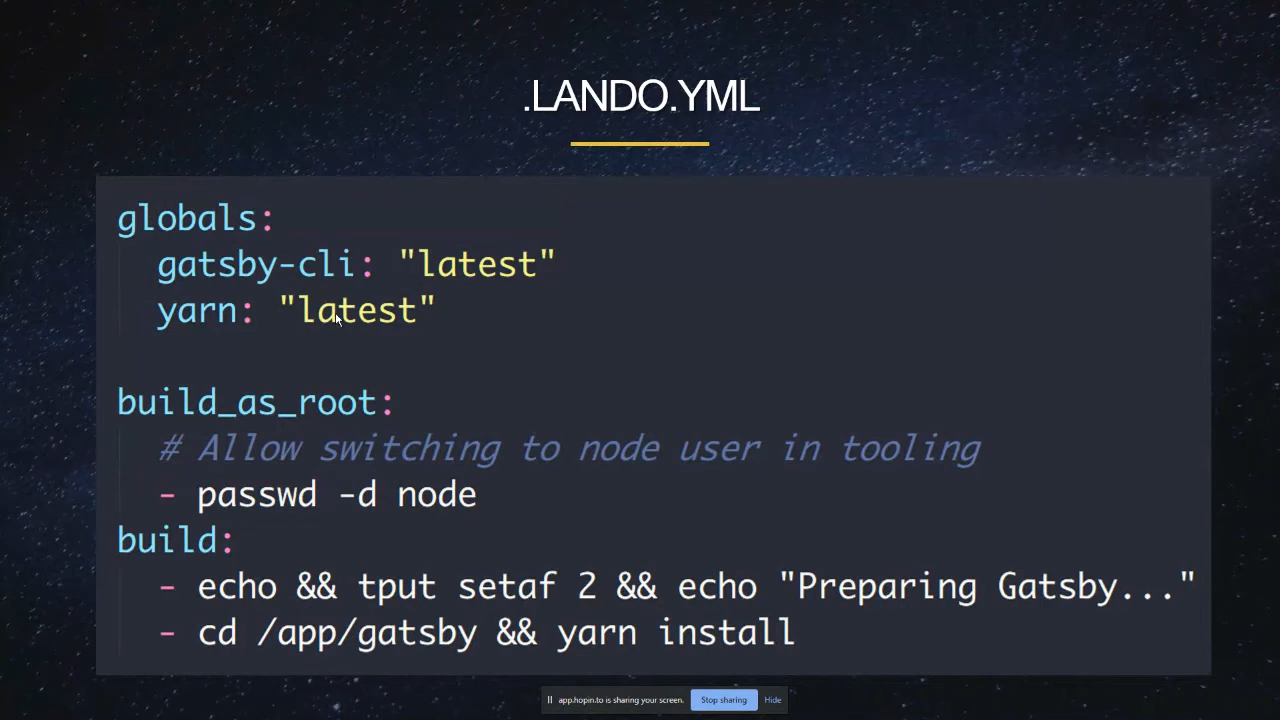 .LANDO.YML
globals:
gatsby-cli: "latest"
yarn: "latest"
build_as_root:
# Allow switching to node user in tooling
- passwd -d node
build:
- echo && tput setaf 2 && echo "Preparing Gatsby..."
- cd /app/gatsby && yarn install
app.hopin.to is sharing your screen. Stop sharing Hide